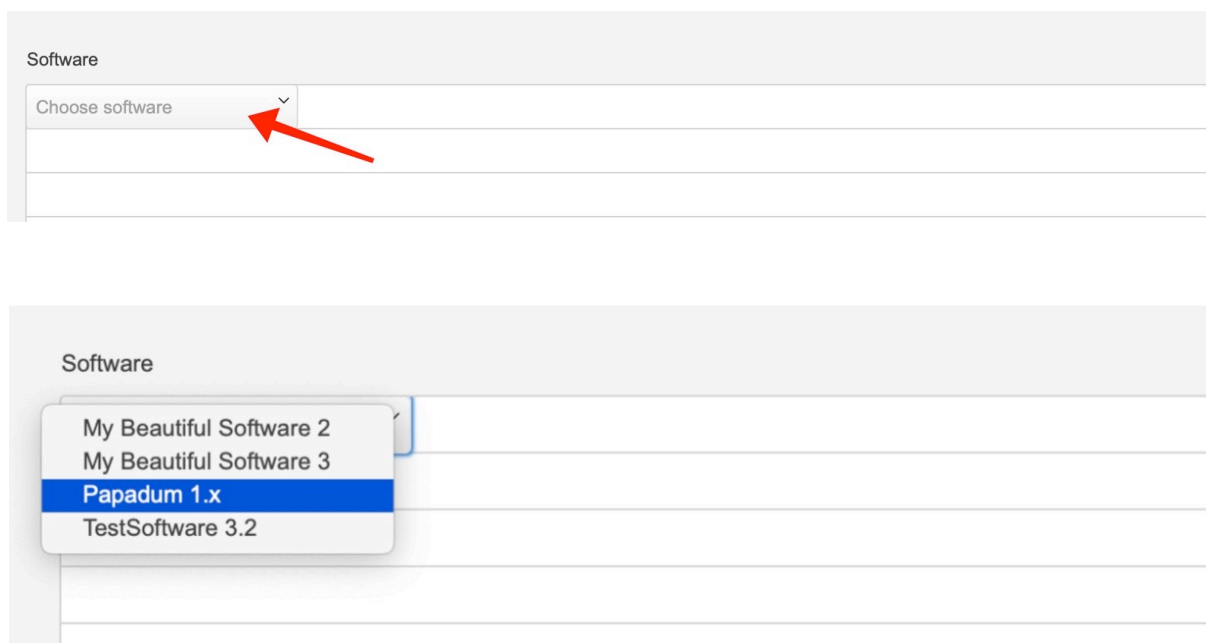 Software
Choose software
Software
My Beautiful Software 2
My Beautiful Software 3
Papadum 1.x
TestSoftware 3.2